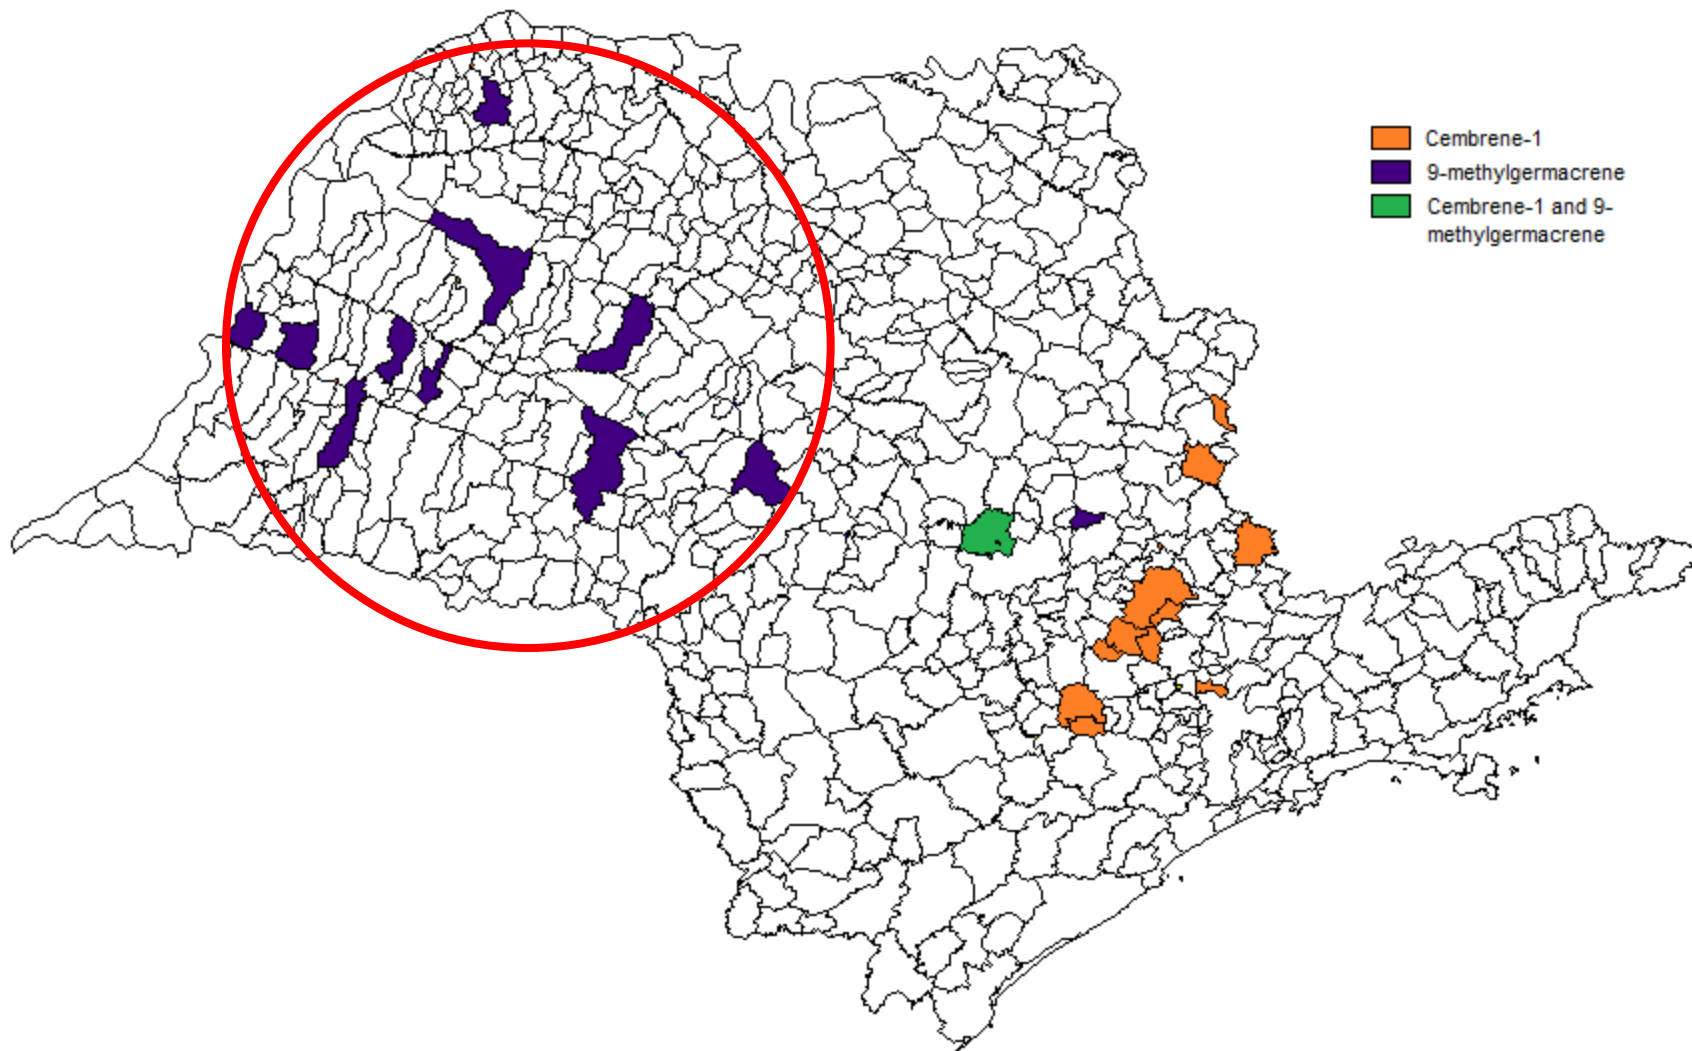 Cembrene-1
9-methylgermacrene
Cembrene-1 and 9-
methylgermacrene